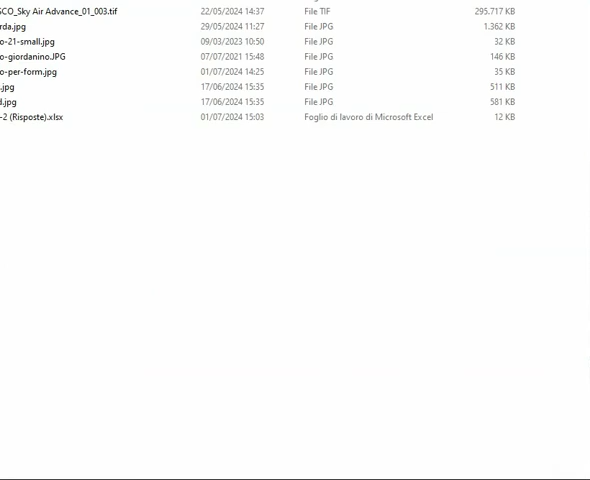 SCO_Sky Air Advance_01_003.tif 22/05/2024 14:37 File TIF 295.717 KB
rda.jpg 29/05/2024 11:27 File JPG 1.362 KB
o-21-small.jpg 09/03/2023 10:50 File JPG 32 KB
o-giordanino.JPG 07/07/2021 15:48 File JPG 146 KB
o-per-form.jpg 01/07/2024 14:25 File JPG 35 KB
.jpg 17/06/2024 15:35 File JPG 511 KB
d.jpg 17/06/2024 15:35 File JPG 581 KB
-2 (Risposte).xlsx 01/07/2024 15:03 Foglio di lavoro di Microsoft Excel 12 KB